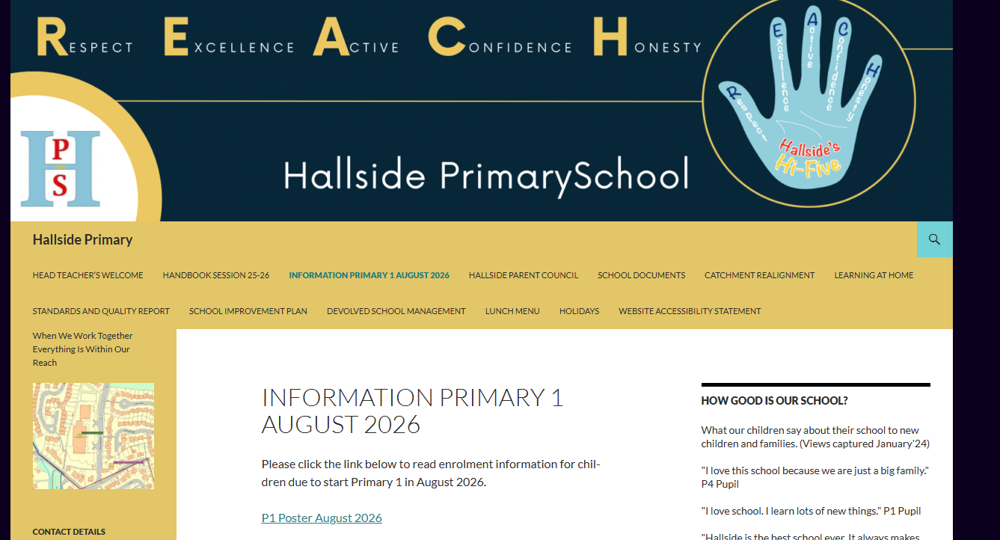 RESPECT EXCELLENCE ACTIVE CONFIDENCE HONESTY
Respect
Excellence
Active
Confidence
Honesty
Hallside's
Hi-Five
H
P
S
Hallside PrimarySchool
Hallside Primary
HEAD TEACHER'S WELCOME HANDBOOK SESSION 25-26 INFORMATION PRIMARY 1 AUGUST 2026 HALLSIDE PARENT COUNCIL SCHOOL DOCUMENTS CATCHMENT REALIGNMENT LEARNING AT HOME
STANDARDS AND QUALITY REPORT SCHOOL IMPROVEMENT PLAN DEVOLVED SCHOOL MANAGEMENT LUNCH MENU HOLIDAYS WEBSITE ACCESSIBILITY STATEMENT
When We Work Together
Everything Is Within Our
Reach
CONTACT DETAILS
INFORMATION PRIMARY 1
AUGUST 2026
Please click the link below to read enrolment information for chil-
dren due to start Primary 1 in August 2026.
P1 Poster August 2026
HOW GOOD IS OUR SCHOOL?
What our children say about their school to new
children and families. (Views captured January'24)
"I love this school because we are just a big family."
P4 Pupil
"I love school. I learn lots of new things." P1 Pupil
"Hallside is the best school ever. It always makes